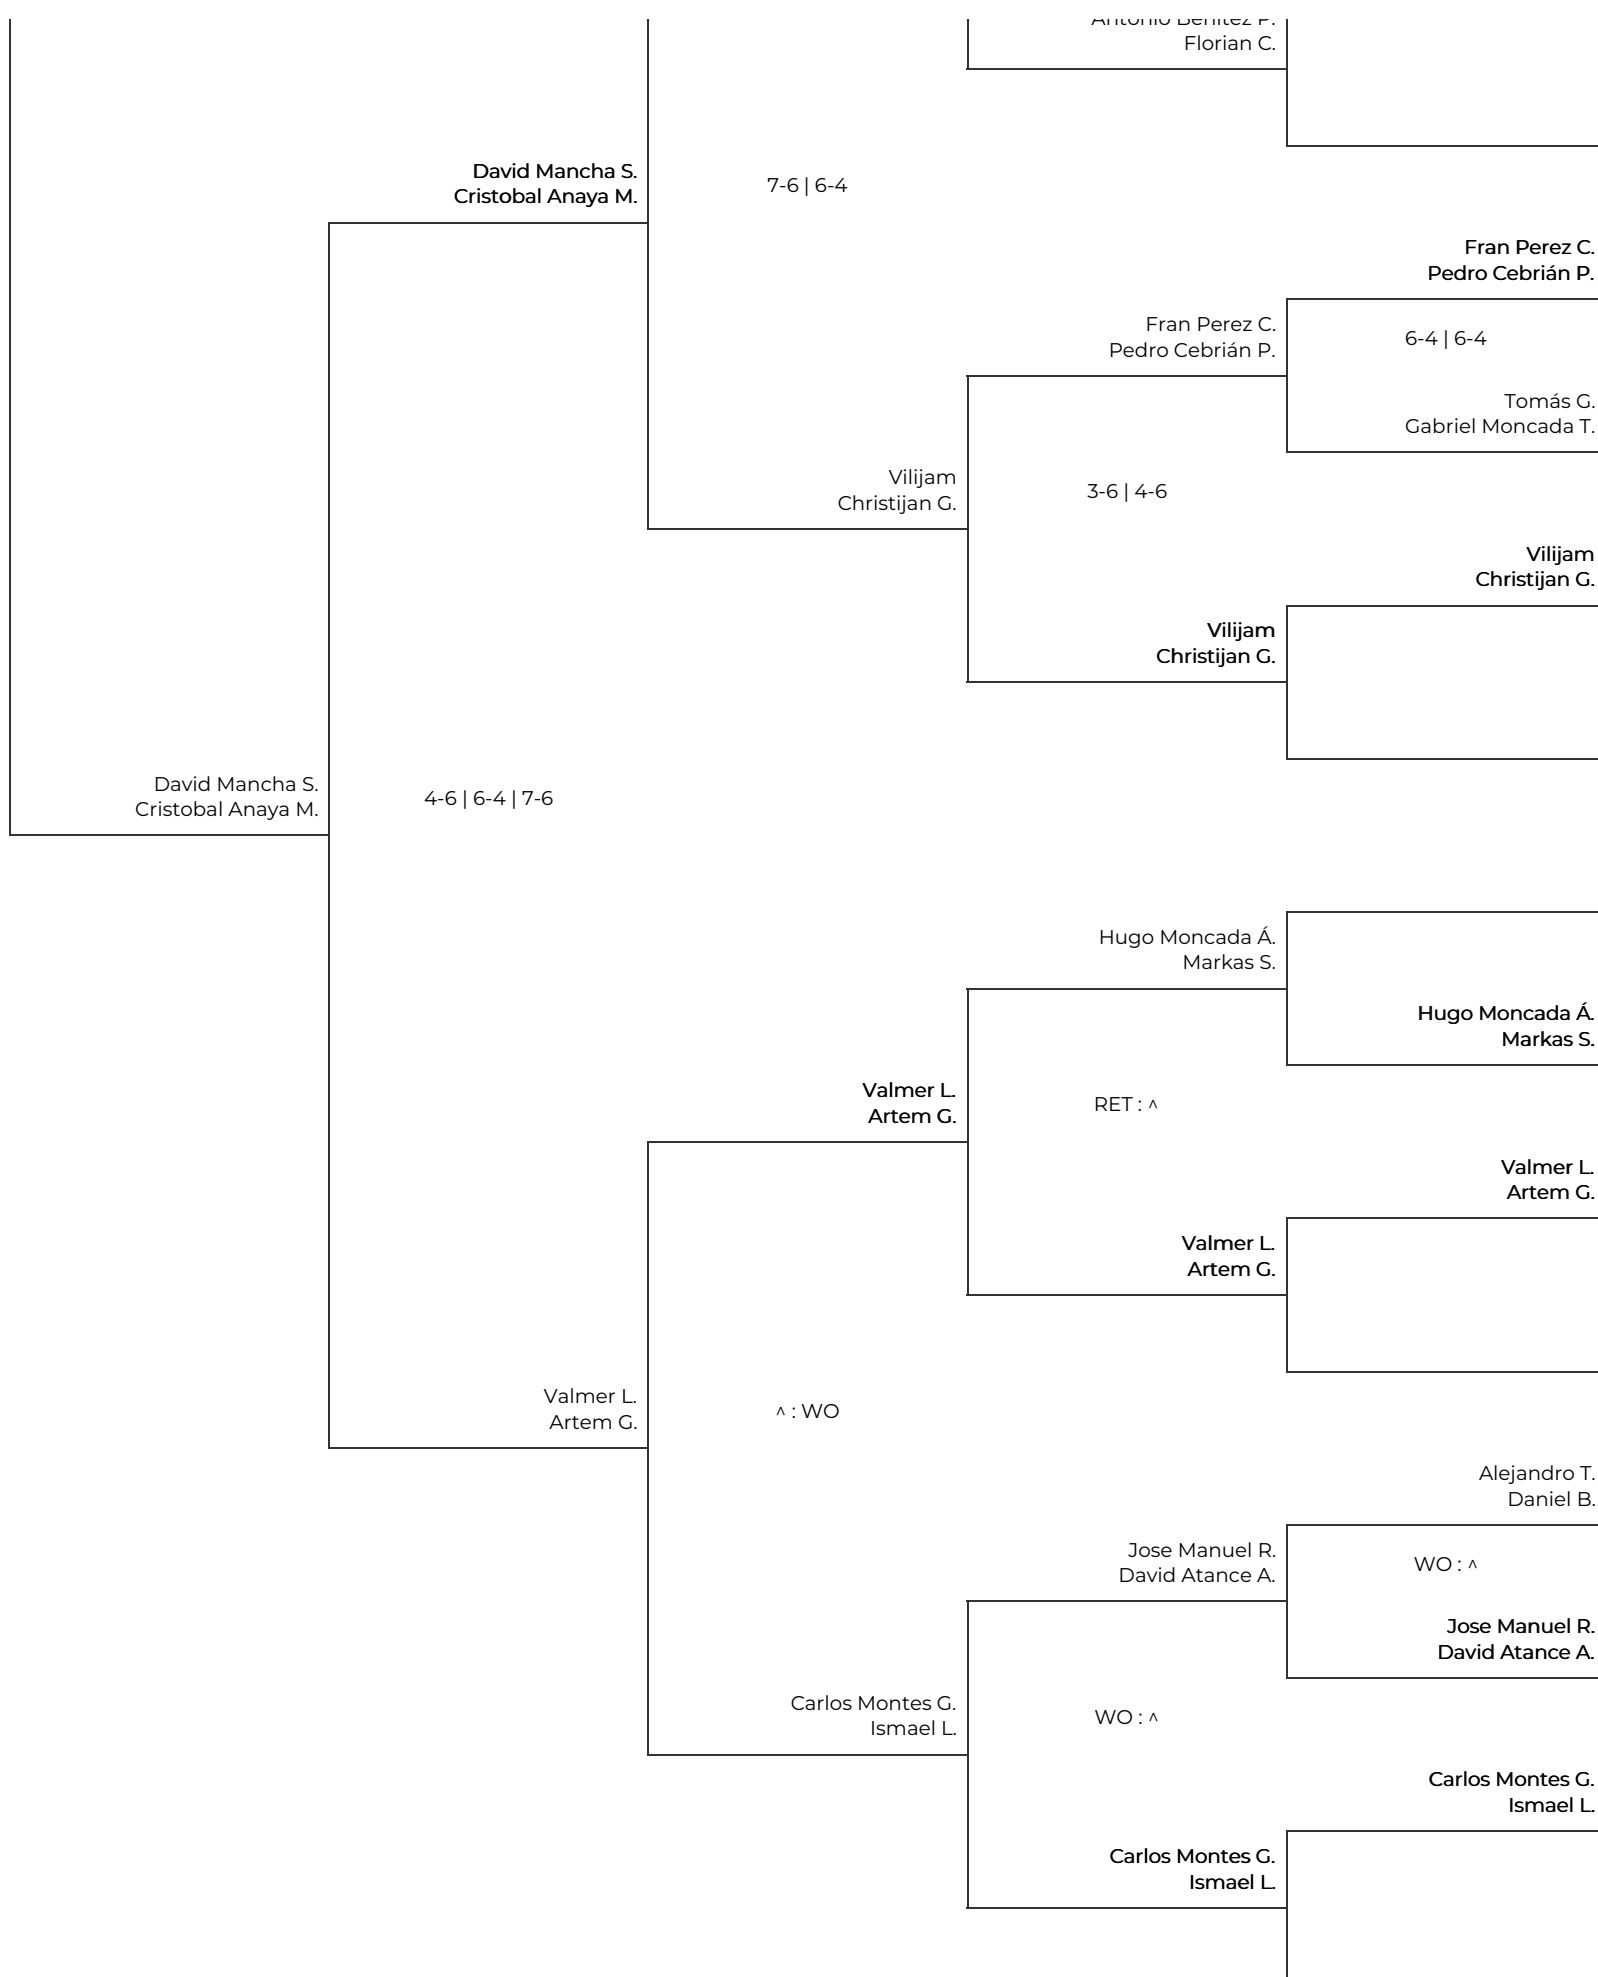 Florian C.
David Mancha S.
Cristobal Anaya M.
7-6 | 6-4
Fran Perez C.
Pedro Cebrián P.
Fran Perez C.
Pedro Cebrián P.
6-4 | 6-4
Tomás G.
Gabriel Moncada T.
Vilijam
Christijan G.
3-6 | 4-6
Vilijam
Christijan G.
Vilijam
Christijan G.
David Mancha S.
Cristobal Anaya M.
4-6 | 6-4 | 7-6
Hugo Moncada Á.
Markas S.
Hugo Moncada Á.
Markas S.
Valmer L.
Artem G.
RET : ^
Valmer L.
Artem G.
Valmer L.
Artem G.
Valmer L.
Artem G.
^ : WO
Alejandro T.
Daniel B.
Jose Manuel R.
David Atance A.
WO : ^
Jose Manuel R.
David Atance A.
Carlos Montes G.
Ismael L.
WO : ^
Carlos Montes G.
Ismael L.
Carlos Montes G.
Ismael L.